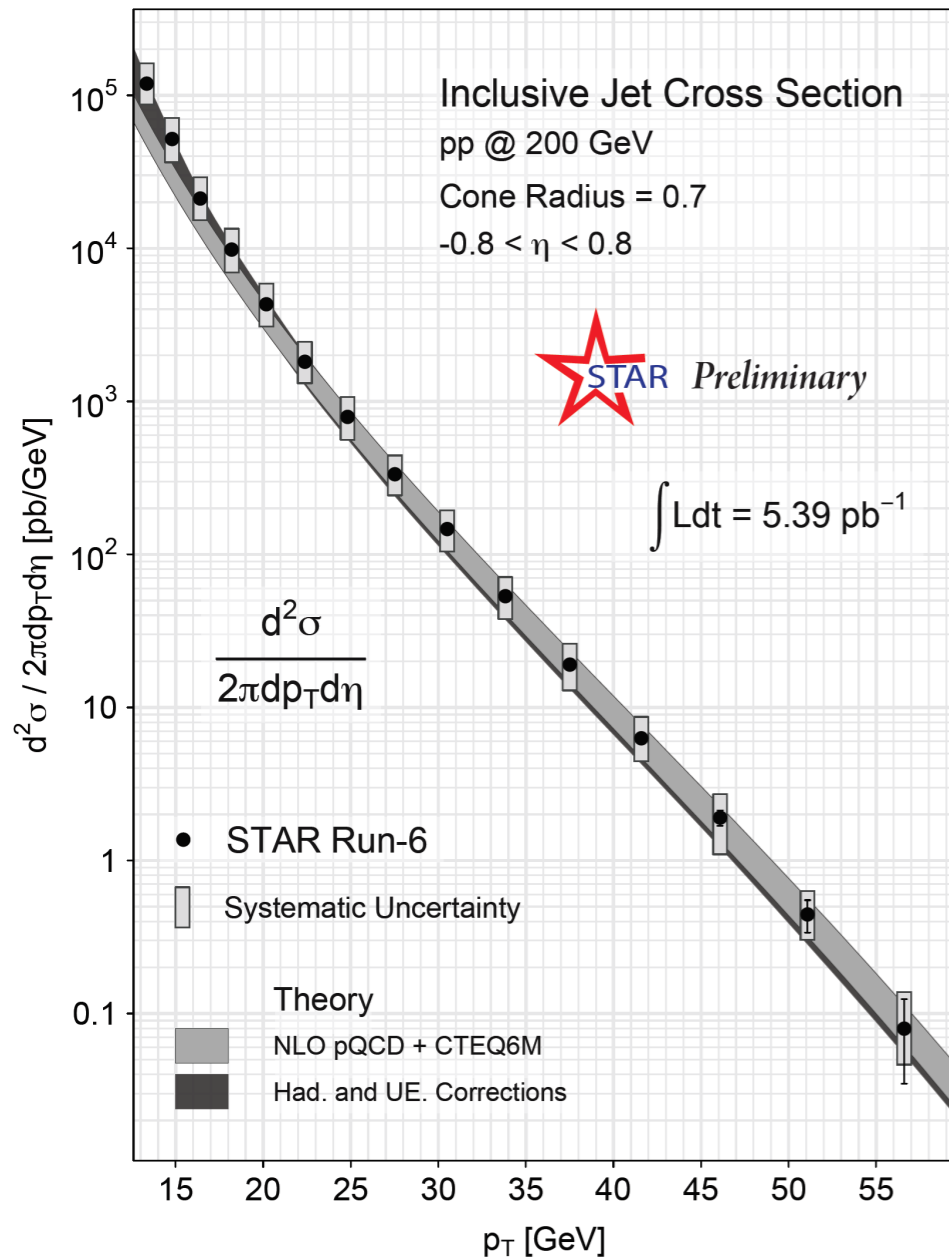 Inclusive Jet Cross Section
pp @ 200 GeV
Cone Radius = 0.7
-0.8 < η < 0.8
STAR Preliminary
∫ Ldt = 5.39 pb⁻¹
d²σ
2πdp_Tdη
STAR Run-6
Systematic Uncertainty
Theory
NLO pQCD + CTEQ6M
Had. and UE. Corrections
d²σ / 2πdp_Tdη [pb/GeV]
10⁵
10⁴
10³
10²
10
1
0.1
15 20 25 30 35 40 45 50 55
p_T [GeV]